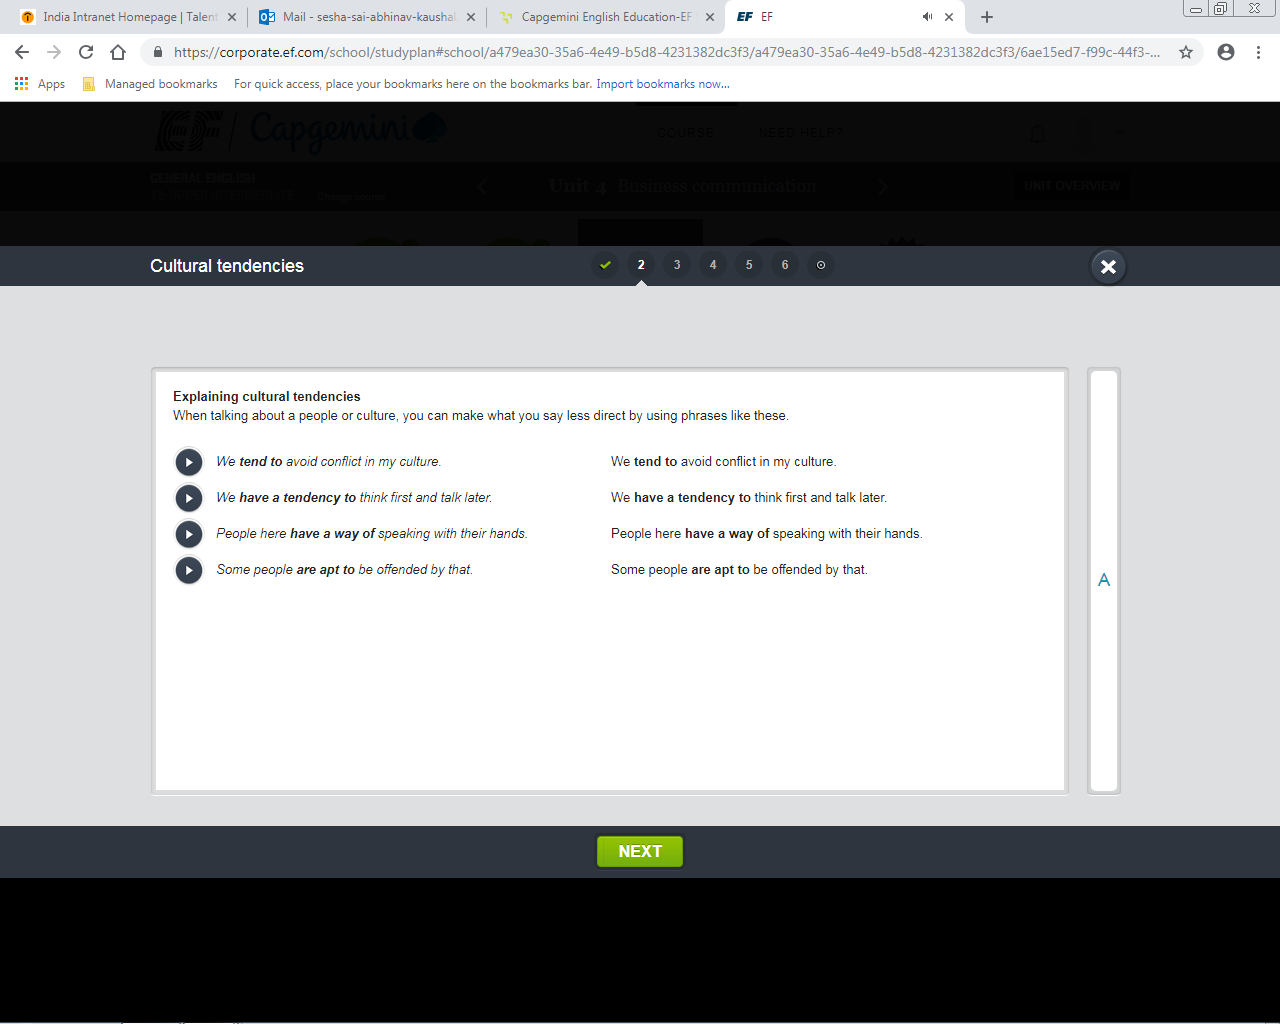 India Intranet Homepage | Talent
Mail - sesha-sai-abhinav-kaushal
Capgemini English Education-EF
EF EF
https://corporate.ef.com/school/studyplan#school/a479ea30-35a6-4e49-b5d8-4231382dc3f3/a479ea30-35a6-4e49-b5d8-4231382dc3f3/6ae15ed7-f99c-44f3-...
Apps Managed bookmarks For quick access, place your bookmarks here on the bookmarks bar. Import bookmarks now...
EF Capgemini COURSE NEED HELP?
GENERAL ENGLISH
Unit 4 Business communication UNIT OVERVIEW
Change course
Cultural tendencies 2 3 4 5 6
Explaining cultural tendencies
When talking about a people or culture, you can make what you say less direct by using phrases like these.
We tend to avoid conflict in my culture. We tend to avoid conflict in my culture.
We have a tendency to think first and talk later. We have a tendency to think first and talk later.
People here have a way of speaking with their hands. People here have a way of speaking with their hands.
Some people are apt to be offended by that. Some people are apt to be offended by that.
A
NEXT